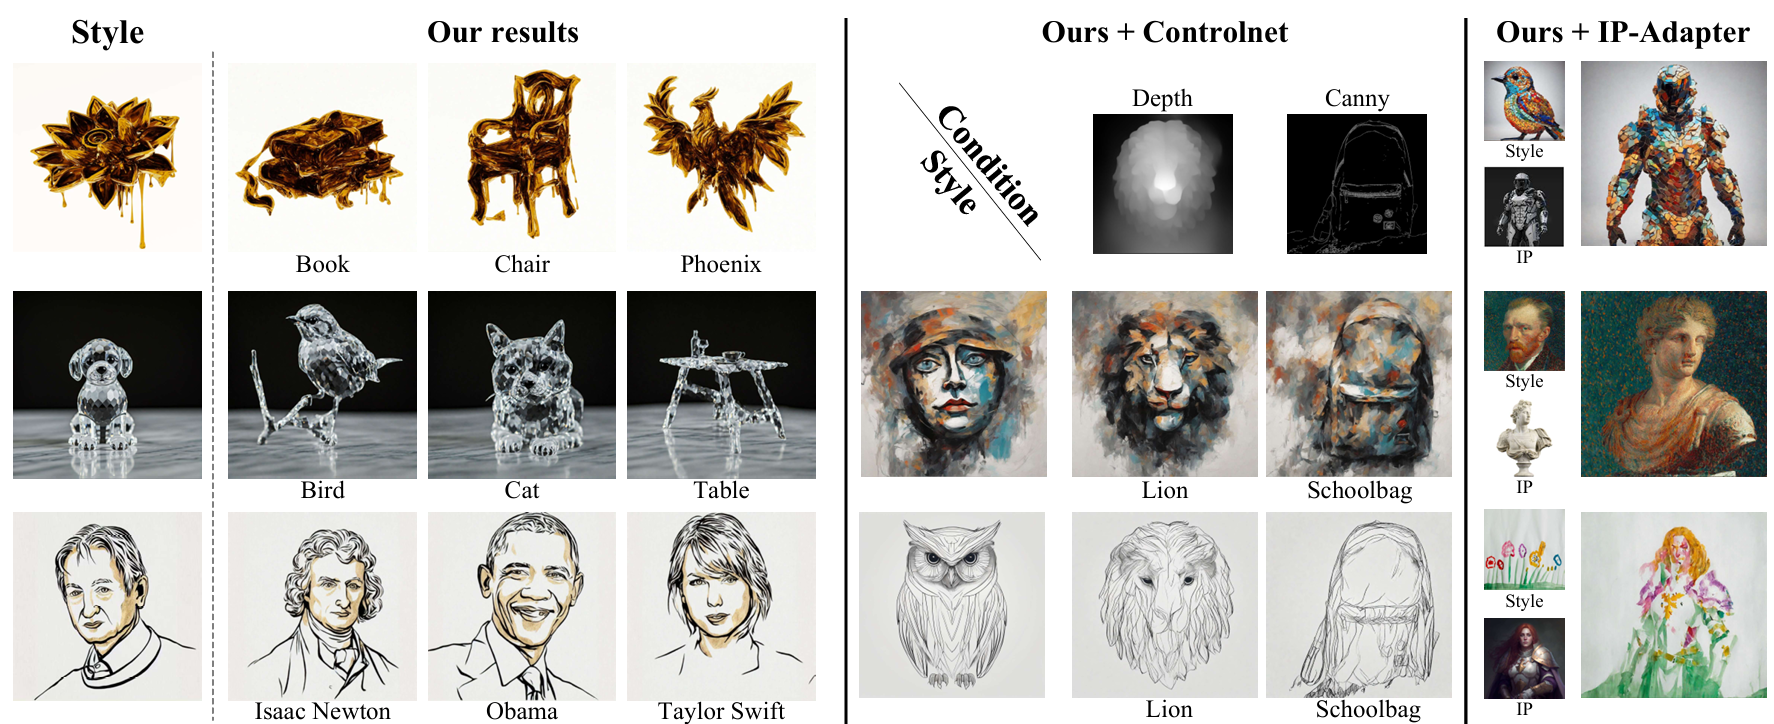 Style
Our results
Ours + Controlnet
Ours + IP-Adapter
Book
Chair
Phoenix
Bird
Cat
Table
Isaac Newton
Obama
Taylor Swift
Condition
Style
Depth
Canny
Lion
Schoolbag
Lion
Schoolbag
Style
IP
Style
IP
Style
IP